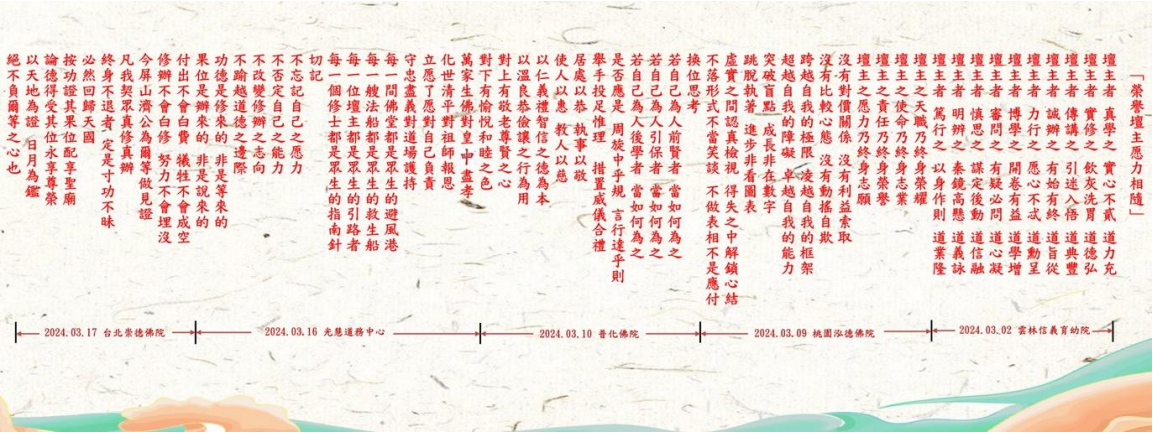 「榮譽壇主愿力相隨」
壇主者 真學之 實心不貳 道力充
壇主者 實修之 飲灰洗胃 道德弘
壇主者 傳講之 引迷入悟 道典豐
壇主者 誠辦之 有始有終 道旨從
壇主者 力行之 愿心不忒 道動呈
壇主者 博學之 開卷有益 道學增
壇主者 審問之 有疑必問 道心凝
壇主者 慎思之 謀定後動 道信融
壇主者 明辨之 秦鏡高懸 道義詠
壇主者 篤行之 以身作則 道業隆
壇主之天職乃終身榮耀
壇主之使命乃終身志業
壇主之責任乃終身榮譽
壇主之愿力乃終身志願
沒有對價關係 沒有利益索取
沒有比較心態 沒有動搖自欺
跨越自我的極限 凌越自我的框架
超越自我的障礙 卓越自我的能力
突破盲點 成長非在數字
跳脫執著 進步非看圖表
虛實之間認真檢視 得失之中解鎖心結
不落形式不當笑談 不做表相不是應付
換位思考
若自己為人前賢者 當如何為之
若自己為人引保者 當如何為之
若自己為人後學者 當如何為之
是否應是 周旋中乎規 言行達乎則
舉手投足惟理 措置威儀合禮
居處以恭 執事以敬
使人以惠 教人以慈
以仁義禮智信之德為本
以溫良恭儉讓之行為用
對上有敬老尊賢之心
對下有愉悅和睦之色
萬家生佛對皇中盡孝
化世清平對祖師報恩
立愿了愿對自己負責
守忠盡義對道場護持
每一間佛堂都是眾生的避風港
每一艘法船都是眾生的救生船
每一位壇主都是眾生的引路者
每一個修士都是眾生的指南針
切記
不忘記自己之愿力
不否定自己之能力
不改變修辦之志向
不踰越道德之邊際
功德是修來的 非是等來的
果位是辦來的 非是說來的
付出不會白費 犧牲不會成空
修辦不會白修 努力不會埋沒
今屏山濟公為爾等做見證
凡我契眾真修真辦
終身不退者 定是寸功不昧
必然回歸天國
按功證其果位配享聖廟
論德得受其位永享尊榮
以天地為證 日月為鑑
絕不負爾等之心也
2024.03.17 台北崇德佛院
2024.03.16 光慧道務中心
2024.03.10 普化佛院
2024.03.09 桃園泓德佛院
2024.03.02 雲林信義育幼院